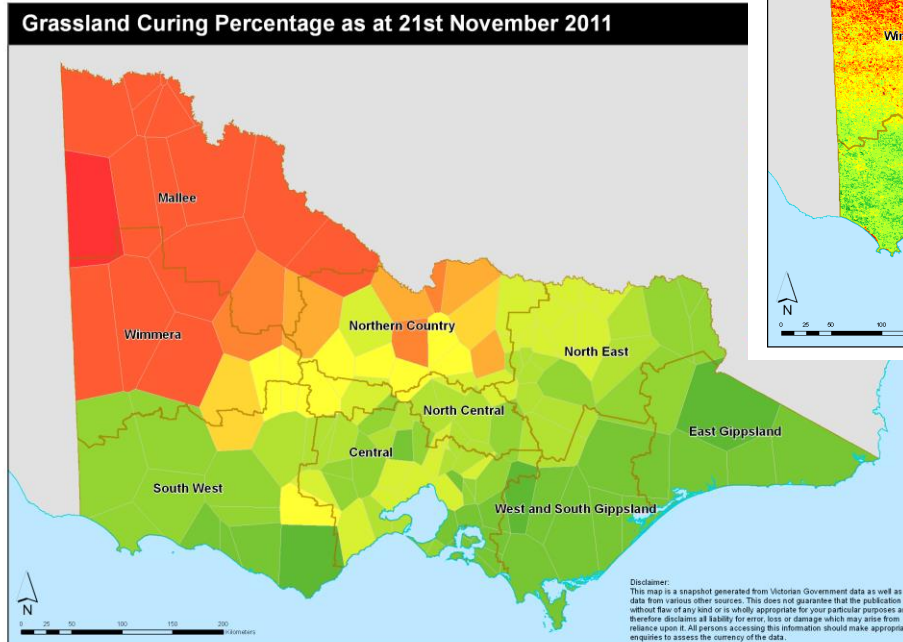 Grassland Curing Percentage as at 21st November 2011
Mallee
Wimmera
Northern Country
North East
North Central
East Gippsland
Central
South West
West and South Gippsland
N
0 25 50 100 150 200
Kilometers
Disclaimer:
This map is a snapshot generated from Victorian Government data as well as
data from various other sources. This does not guarantee that the publication
without flaw of any kind or is wholly appropriate for your particular purposes a
therefore disclaims all liability for error, loss or damage which may arise from
reliance upon it. All persons accessing this information should make appropria
enquiries to assess the currency of the data.
N
0 25 50 100